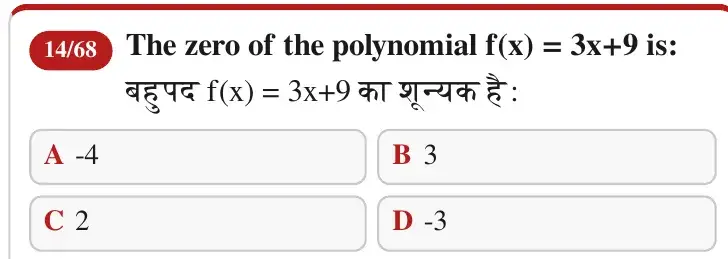 14/68 The zero of the polynomial f(x) = 3x+9 is:
बहुपद f(x) = 3x+9 का शून्यक है :
A -4
B 3
C 2
D -3